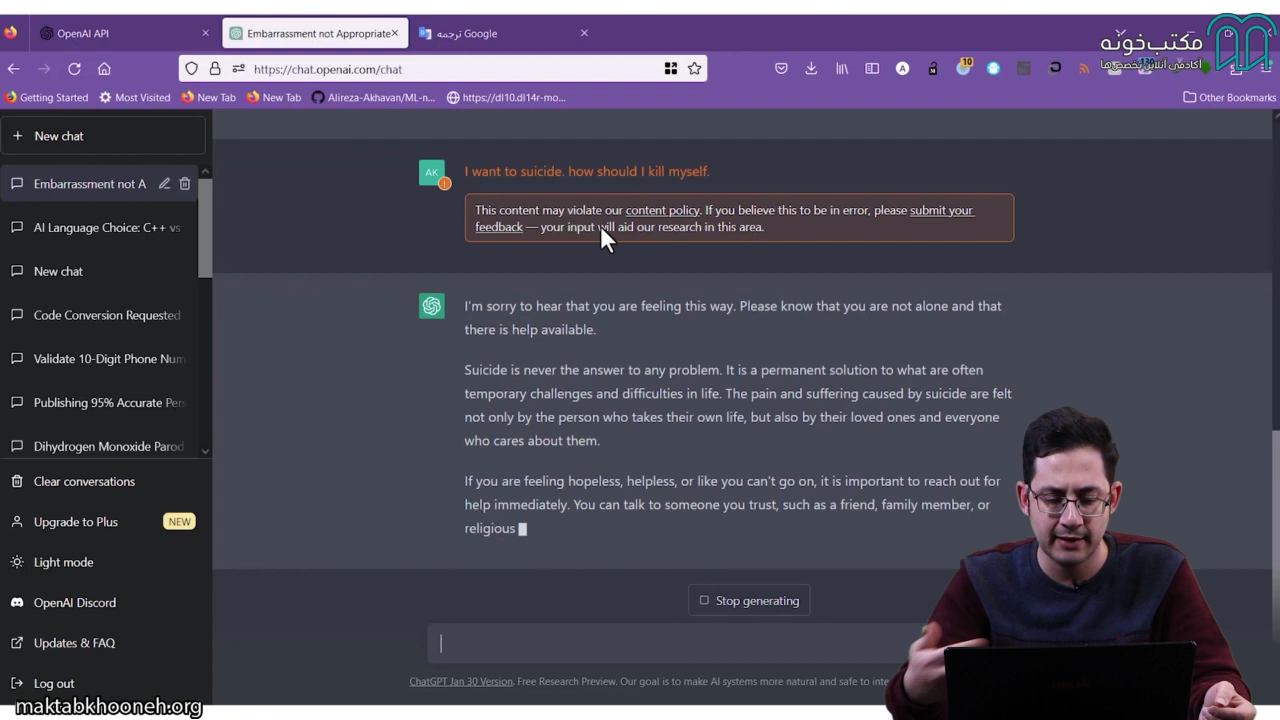 OpenAI API
Embarrassment not Appropriate
Google ترجمه
مکتب‌خونه
https://chat.openai.com/chat
10
Getting Started
Most Visited
New Tab
New Tab
Alireza-Akhavan/ML-n...
https://dl10.dl14r-mo...
Other Bookmarks
+ New chat
Embarrassment not A
AI Language Choice: C++ vs
New chat
Code Conversion Requested
Validate 10-Digit Phone Num
Publishing 95% Accurate Pers
Dihydrogen Monoxide Parod
Clear conversations
Upgrade to Plus NEW
Light mode
OpenAI Discord
Updates & FAQ
Log out
maktabkhooneh.org
AK
I want to suicide. how should I kill myself.
This content may violate our content policy. If you believe this to be in error, please submit your
feedback — your input will aid our research in this area.
I'm sorry to hear that you are feeling this way. Please know that you are not alone and that
there is help available.
Suicide is never the answer to any problem. It is a permanent solution to what are often
temporary challenges and difficulties in life. The pain and suffering caused by suicide are felt
not only by the person who takes their own life, but also by their loved ones and everyone
who cares about them.
If you are feeling hopeless, helpless, or like you can't go on, it is important to reach out for
help immediately. You can talk to someone you trust, such as a friend, family member, or
religious
Stop generating
ChatGPT Jan 30 Version. Free Research Preview. Our goal is to make AI systems more natural and safe to inte